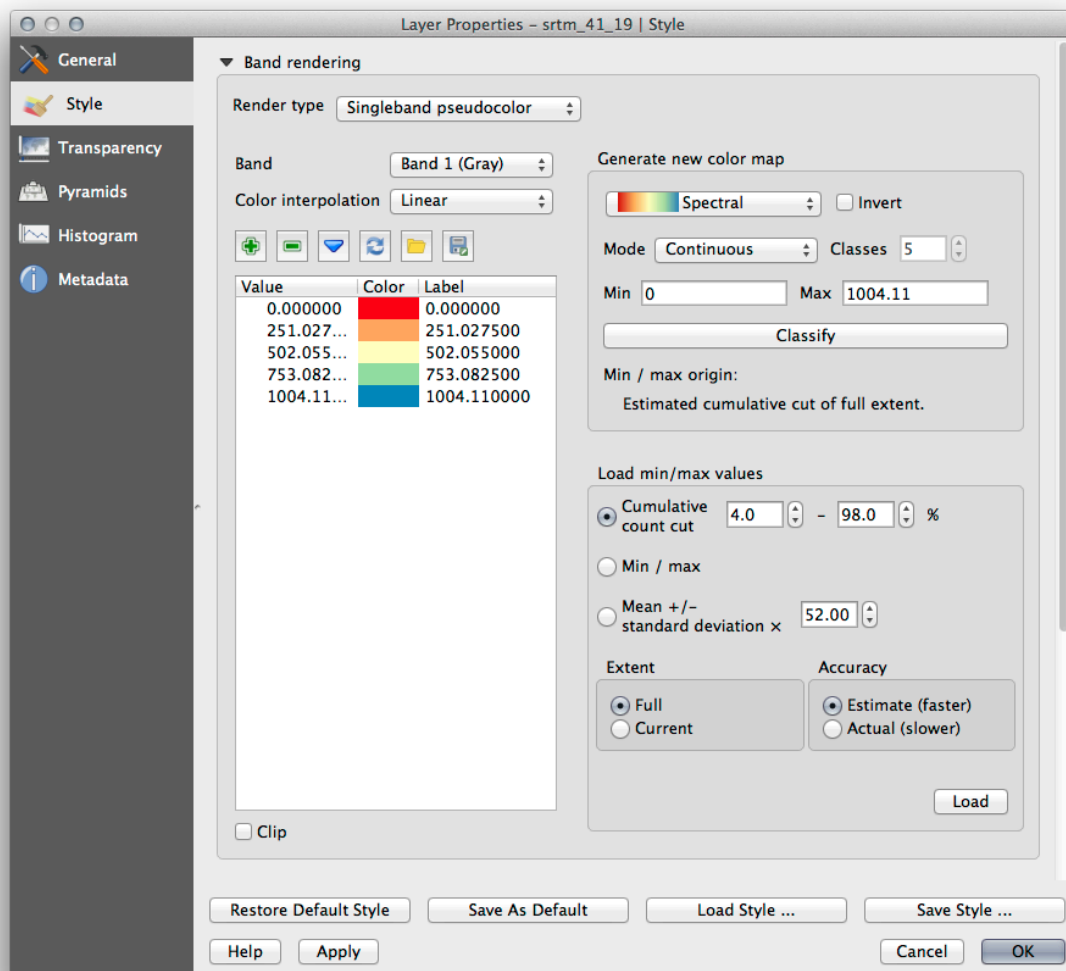 Layer Properties – srtm_41_19 | Style
General
Style
Transparency
Pyramids
Histogram
Metadata
Band rendering
Render type Singleband pseudocolor
Band Band 1 (Gray)
Color interpolation Linear
Value Color Label
0.000000 0.000000
251.027... 251.027500
502.055... 502.055000
753.082... 753.082500
1004.11... 1004.110000
Clip
Generate new color map
Spectral Invert
Mode Continuous Classes 5
Min 0 Max 1004.11
Classify
Min / max origin:
Estimated cumulative cut of full extent.
Load min/max values
Cumulative
count cut 4.0 – 98.0 %
Min / max
Mean +/-
standard deviation × 52.00
Extent Accuracy
Full Estimate (faster)
Current Actual (slower)
Load
Restore Default Style Save As Default Load Style ... Save Style ...
Help Apply Cancel OK